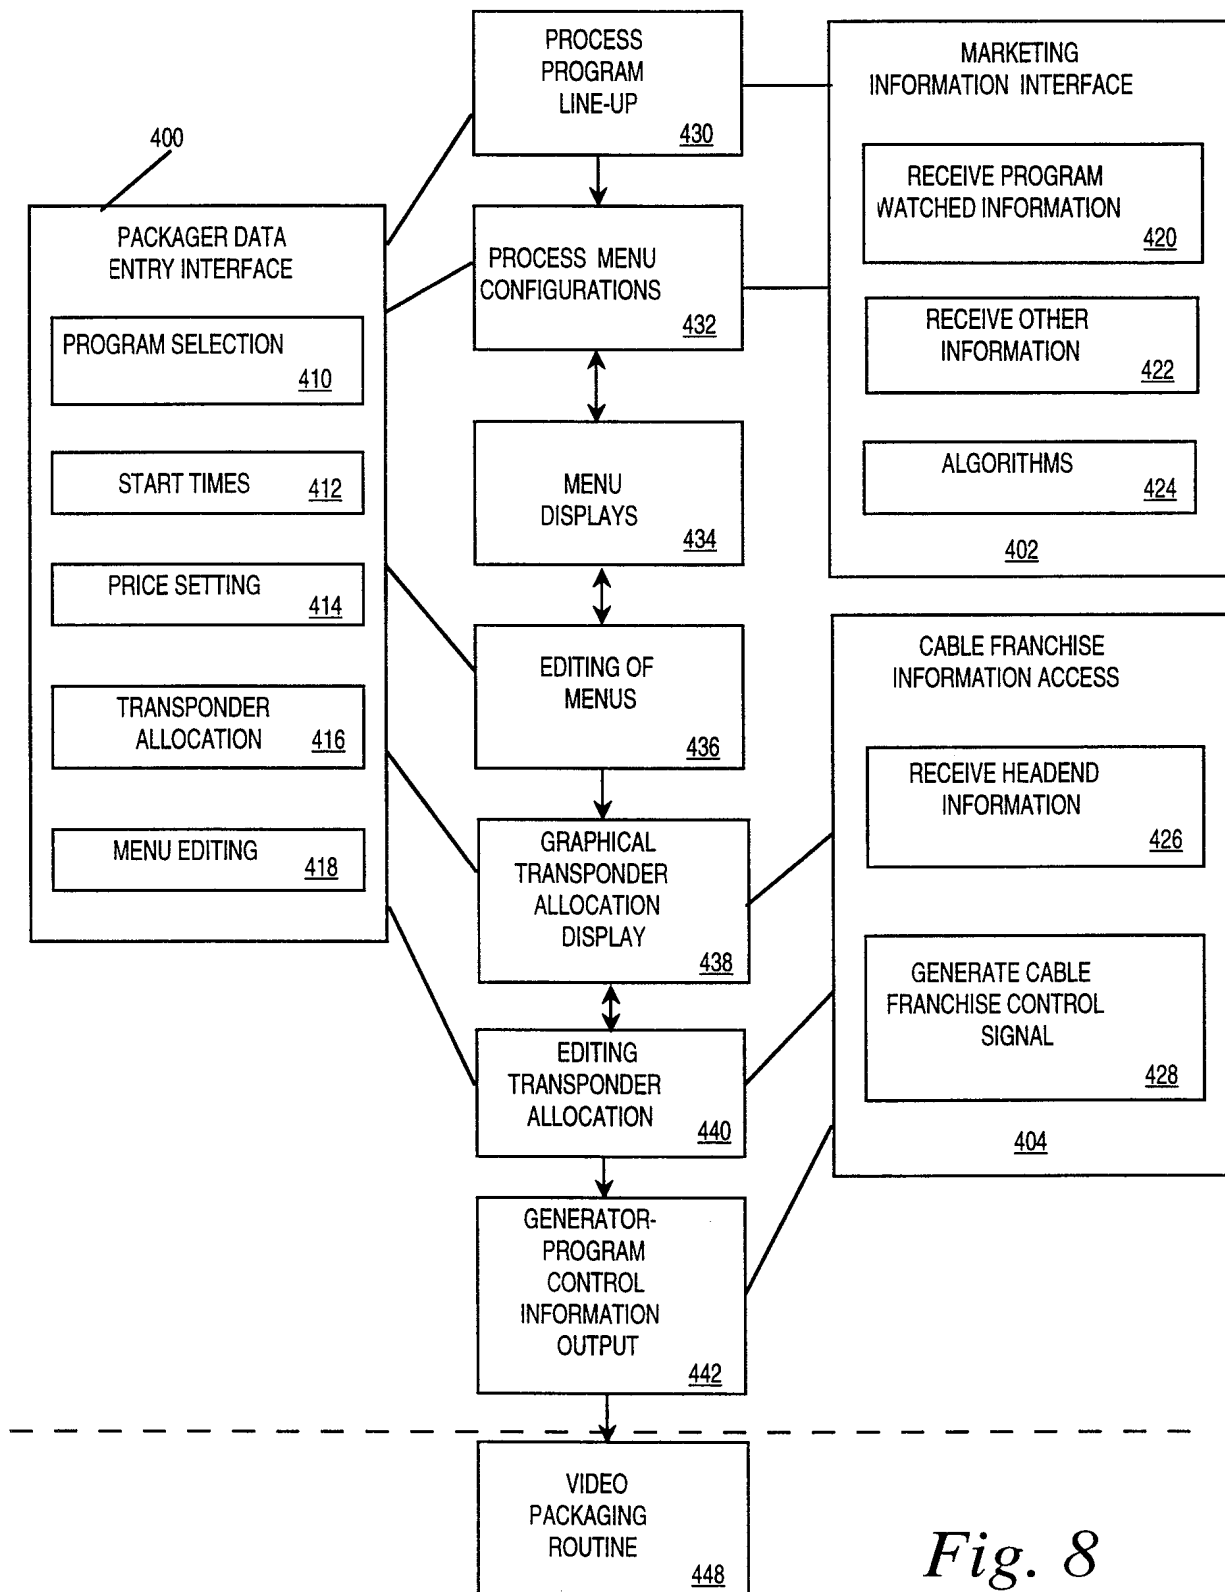 400
PACKAGER DATA
ENTRY INTERFACE
PROGRAM SELECTION
410
START TIMES 412
PRICE SETTING
414
TRANSPONDER
ALLOCATION 416
MENU EDITING 418
PROCESS
PROGRAM
LINE-UP
430
PROCESS MENU
CONFIGURATIONS
432
MENU
DISPLAYS
434
EDITING OF
MENUS
436
GRAPHICAL
TRANSPONDER
ALLOCATION
DISPLAY
438
EDITING
TRANSPONDER
ALLOCATION
440
GENERATOR-
PROGRAM
CONTROL
INFORMATION
OUTPUT
442
VIDEO
PACKAGING
ROUTINE
448
MARKETING
INFORMATION INTERFACE
RECEIVE PROGRAM
WATCHED INFORMATION
420
RECEIVE OTHER
INFORMATION
422
ALGORITHMS
424
402
CABLE FRANCHISE
INFORMATION ACCESS
RECEIVE HEADEND
INFORMATION
426
GENERATE CABLE
FRANCHISE CONTROL
SIGNAL
428
404
Fig. 8